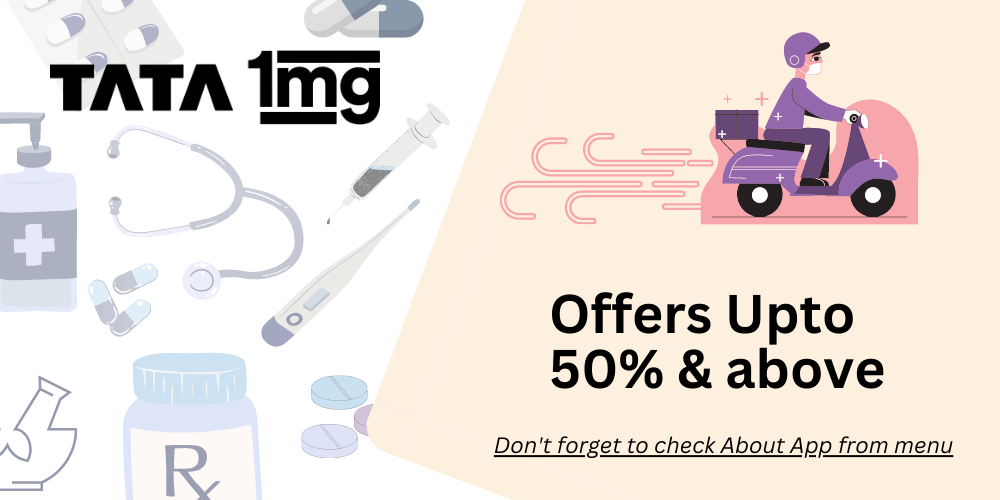 TATA 1mg
Offers Upto
50% & above
Don't forget to check About App from menu
Rx